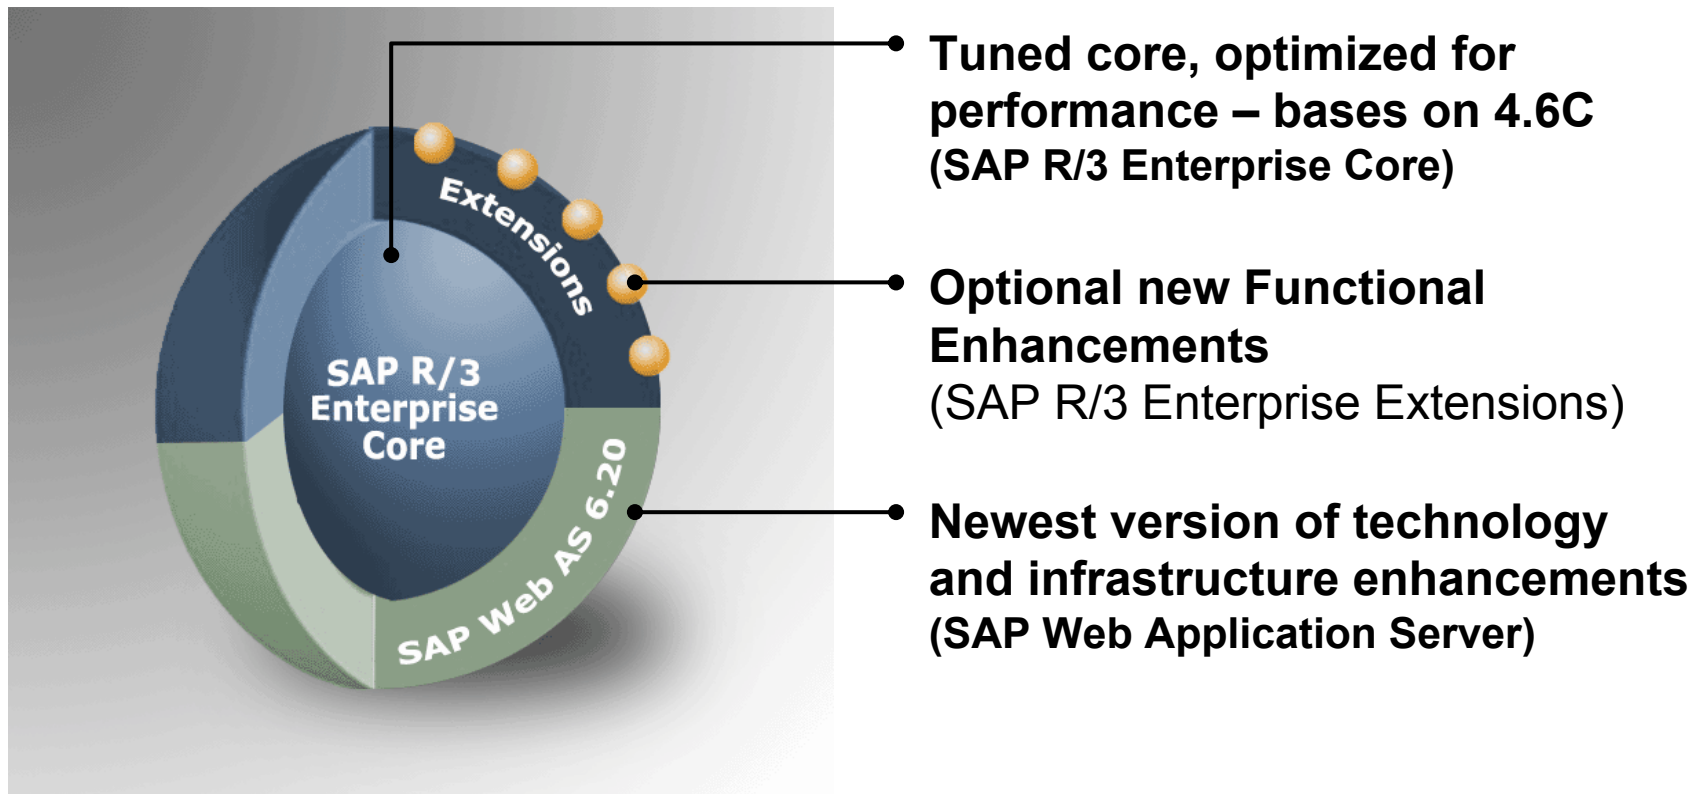 Tuned core, optimized for
performance – bases on 4.6C
(SAP R/3 Enterprise Core)
Optional new Functional
Enhancements
(SAP R/3 Enterprise Extensions)
Newest version of technology
and infrastructure enhancements
(SAP Web Application Server)
Extensions
SAP R/3
Enterprise
Core
SAP Web AS 6.20